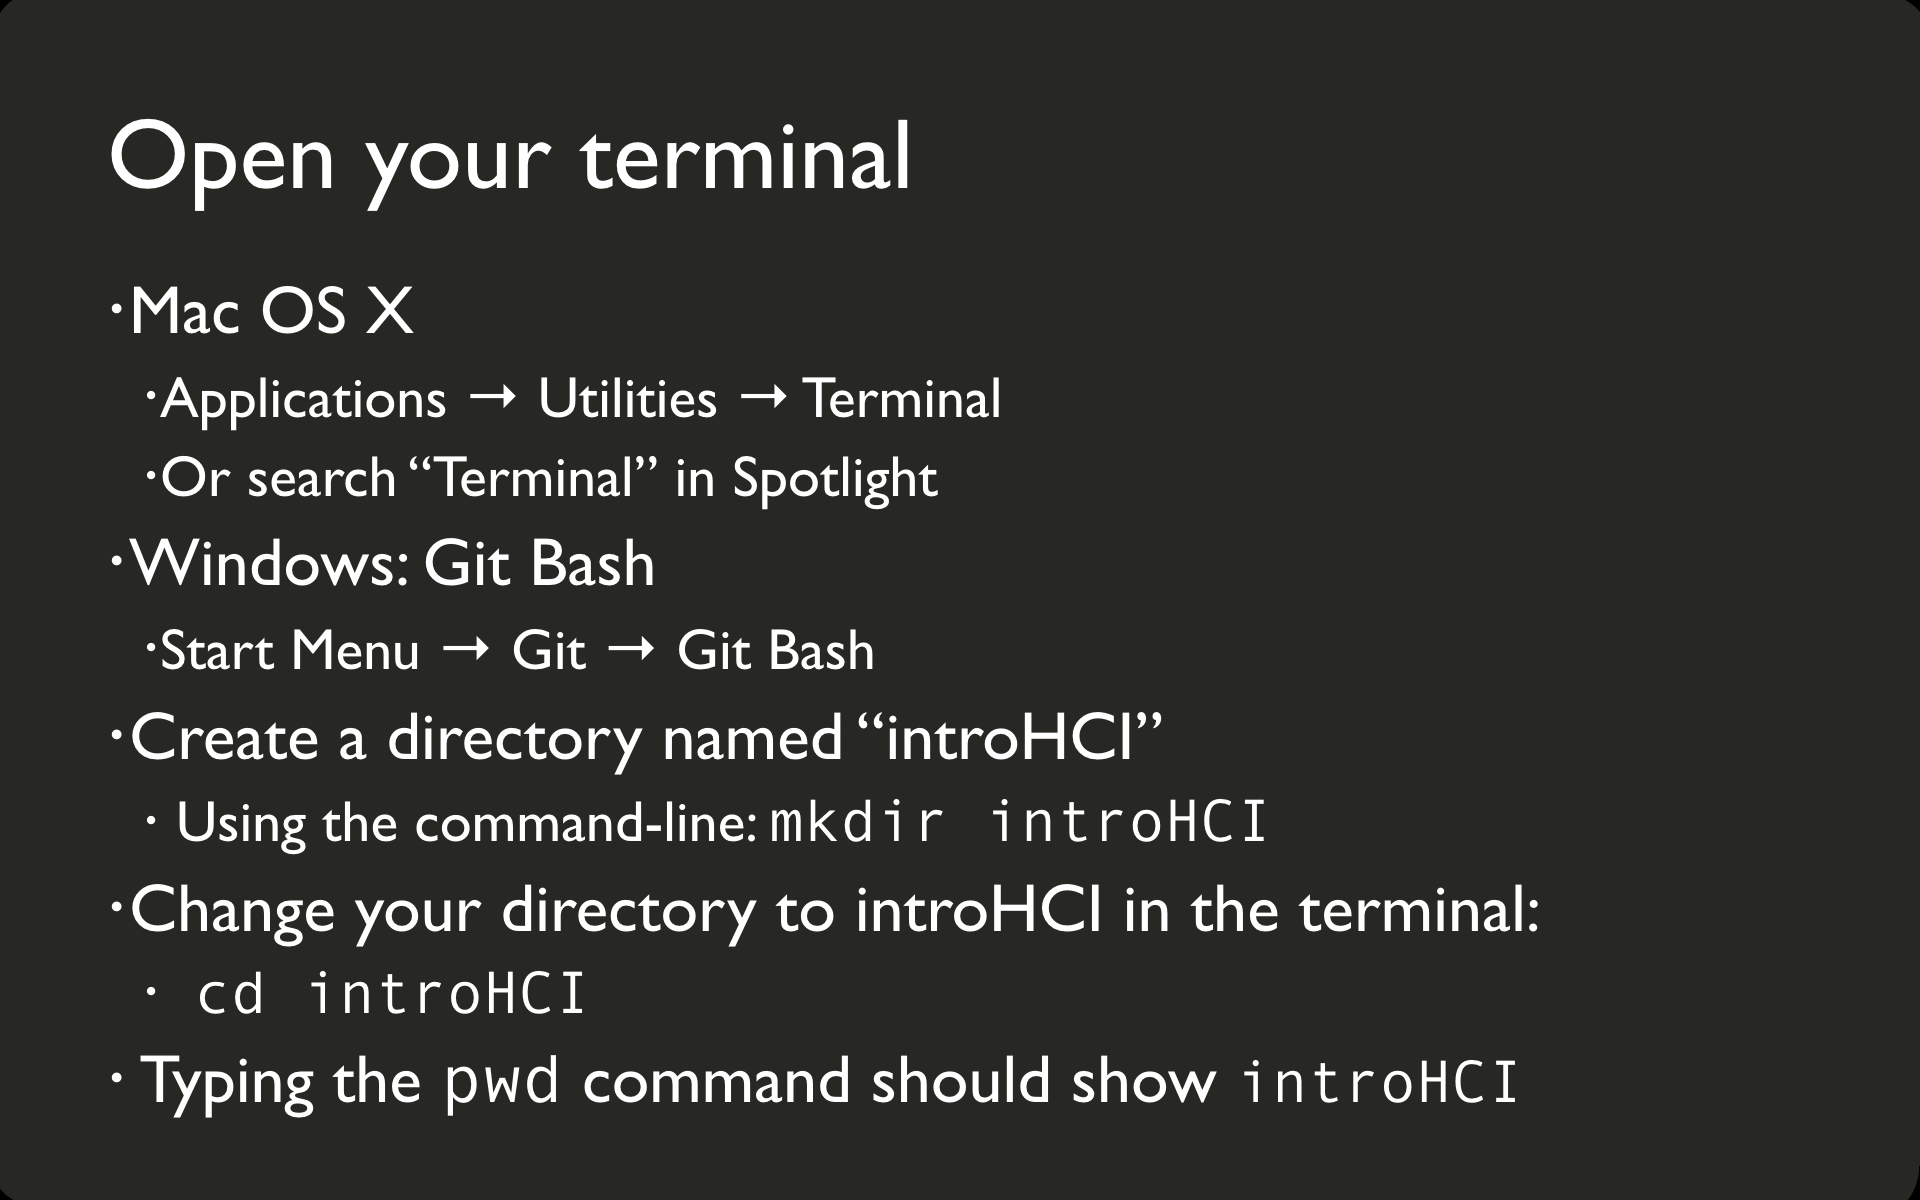 Open your terminal
•Mac OS X
•Applications → Utilities → Terminal
•Or search “Terminal” in Spotlight
•Windows: Git Bash
•Start Menu → Git → Git Bash
•Create a directory named “introHCI”
• Using the command-line: mkdir introHCI
•Change your directory to introHCI in the terminal:
• cd introHCI
• Typing the pwd command should show introHCI